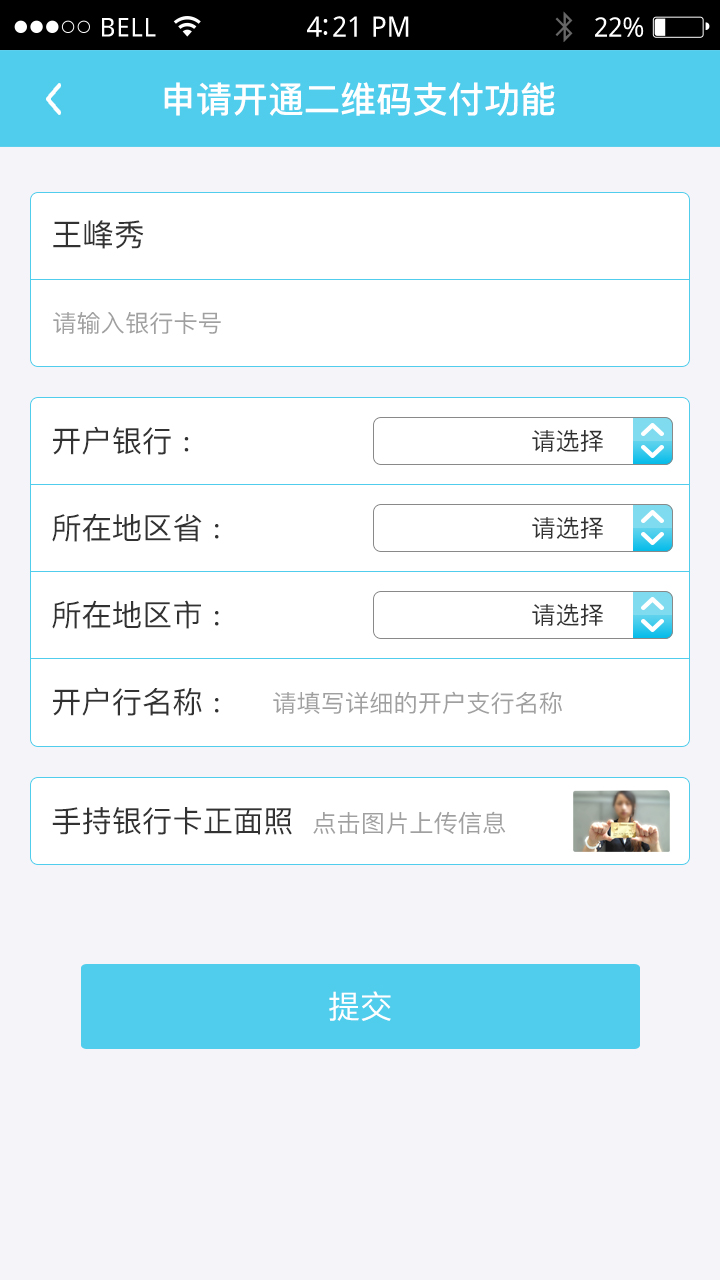 BELL 4:21 PM 22%
申请开通二维码支付功能
王峰秀
请输入银行卡号
开户银行： 请选择
所在地区省： 请选择
所在地区市： 请选择
开户行名称： 请填写详细的开户支行名称
手持银行卡正面照 点击图片上传信息
提交